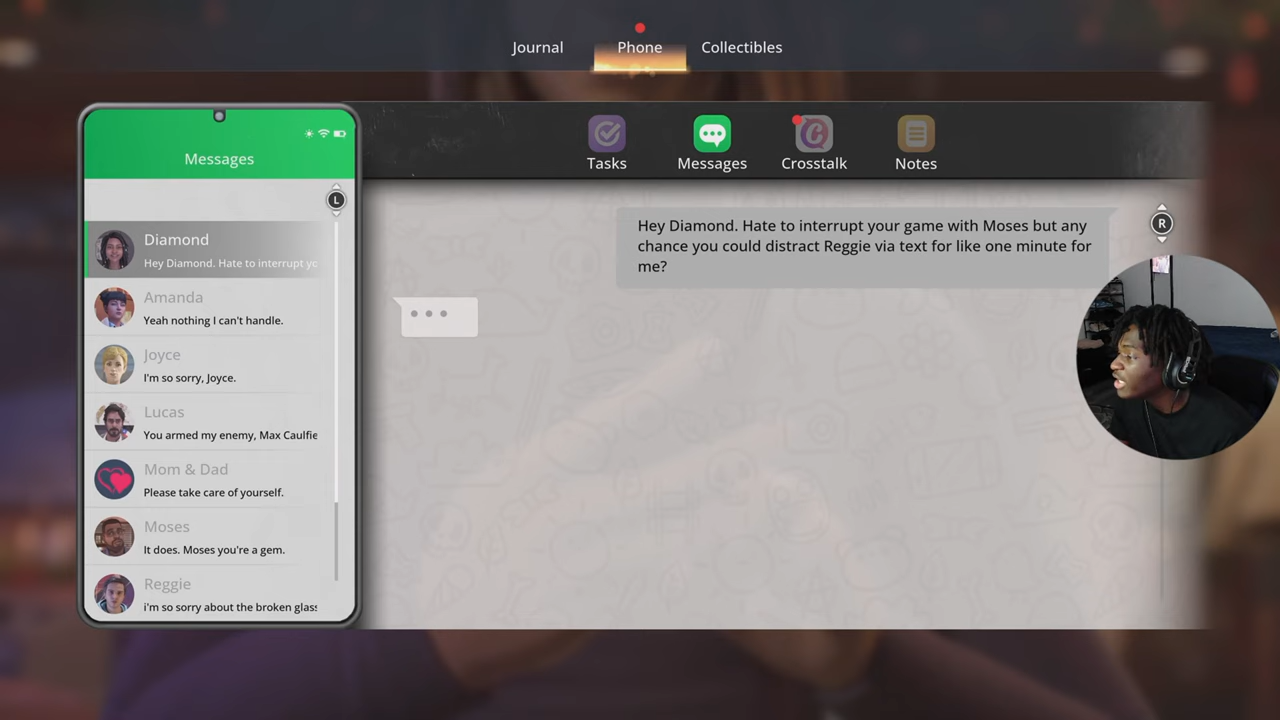 Journal
Phone
Collectibles
Messages
Tasks
Messages
Crosstalk
Notes
L
R
Diamond
Hey Diamond. Hate to interrupt yo
Amanda
Yeah nothing I can't handle.
Joyce
I'm so sorry, Joyce.
Lucas
You armed my enemy, Max Caulfie
Mom & Dad
Please take care of yourself.
Moses
It does. Moses you're a gem.
Reggie
i'm so sorry about the broken glass
Hey Diamond. Hate to interrupt your game with Moses but any
chance you could distract Reggie via text for like one minute for
me?